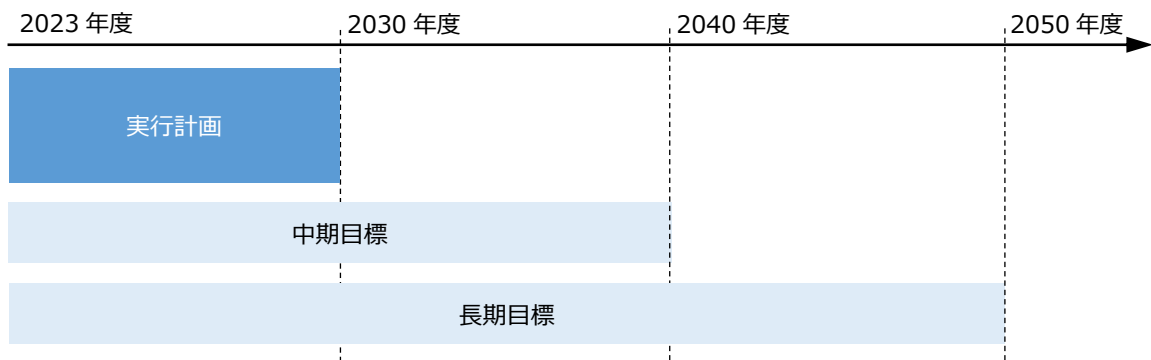 2023 年度
2030 年度
2040 年度
2050 年度
実行計画
中期目標
長期目標